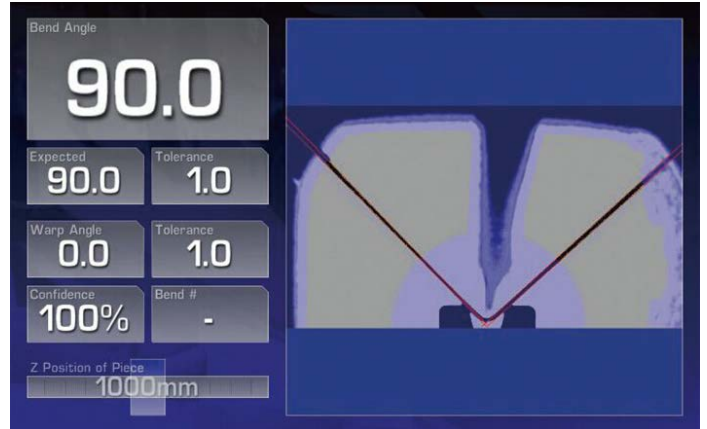 Bend Angle
90.0
Expected
90.0
Tolerance
1.0
Warp Angle
0.0
Tolerance
1.0
Confidence
100%
Bend #
-
Z Position of Piece
1000mm